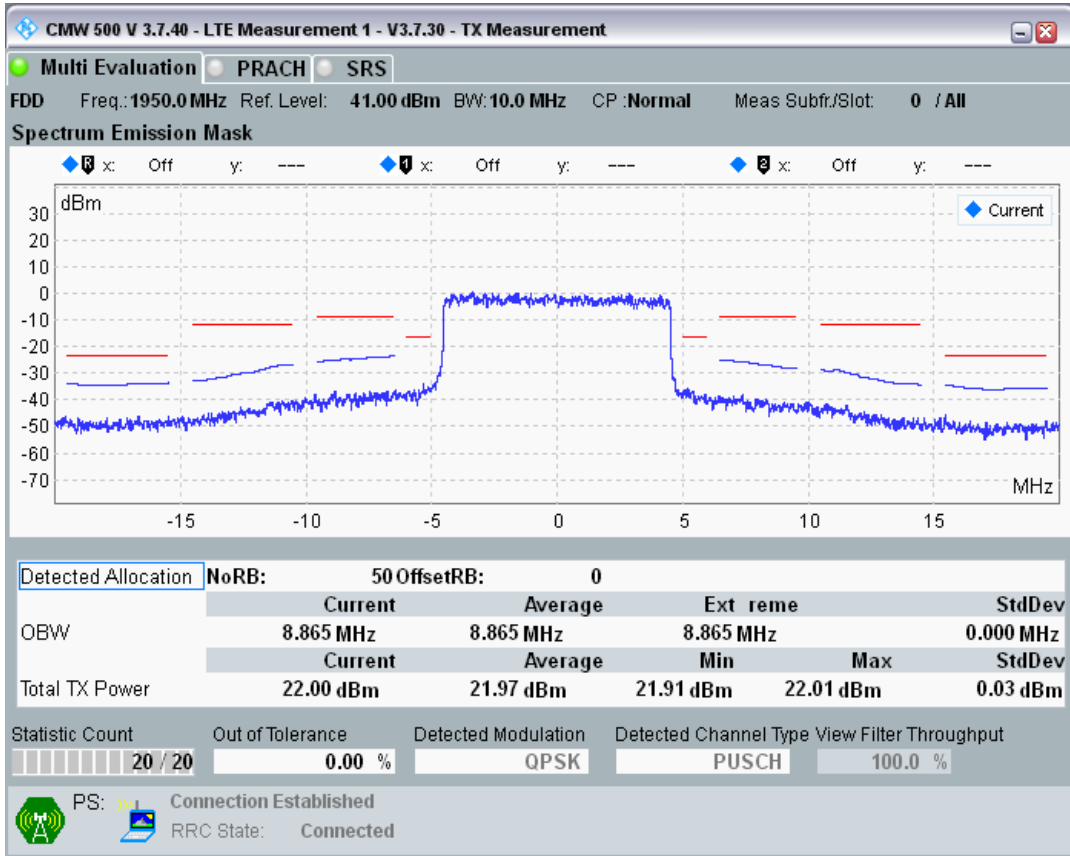 CMW 500 V 3.7.40 - LTE Measurement 1 - V3.7.30 - TX Measurement
Multi Evaluation PRACH SRS
FDD Freq.: 1950.0 MHz Ref. Level: 41.00 dBm BW: 10.0 MHz CP :Normal Meas Subfr./Slot: 0 / All
Spectrum Emission Mask
R x: Off y: --- 1 x: Off y: --- 2 x: Off y: ---
dBm
Current
30
20
10
0
-10
-20
-30
-40
-50
-60
-70
MHz
-15 -10 -5 0 5 10 15
Detected Allocation NoRB: 50 OffsetRB: 0
Current Average Ext reme StdDev
OBW 8.865 MHz 8.865 MHz 8.865 MHz 0.000 MHz
Current Average Min Max StdDev
Total TX Power 22.00 dBm 21.97 dBm 21.91 dBm 22.01 dBm 0.03 dBm
Statistic Count Out of Tolerance Detected Modulation Detected Channel Type View Filter Throughput
20 / 20 0.00 % QPSK PUSCH 100.0 %
PS: Connection Established
RRC State: Connected